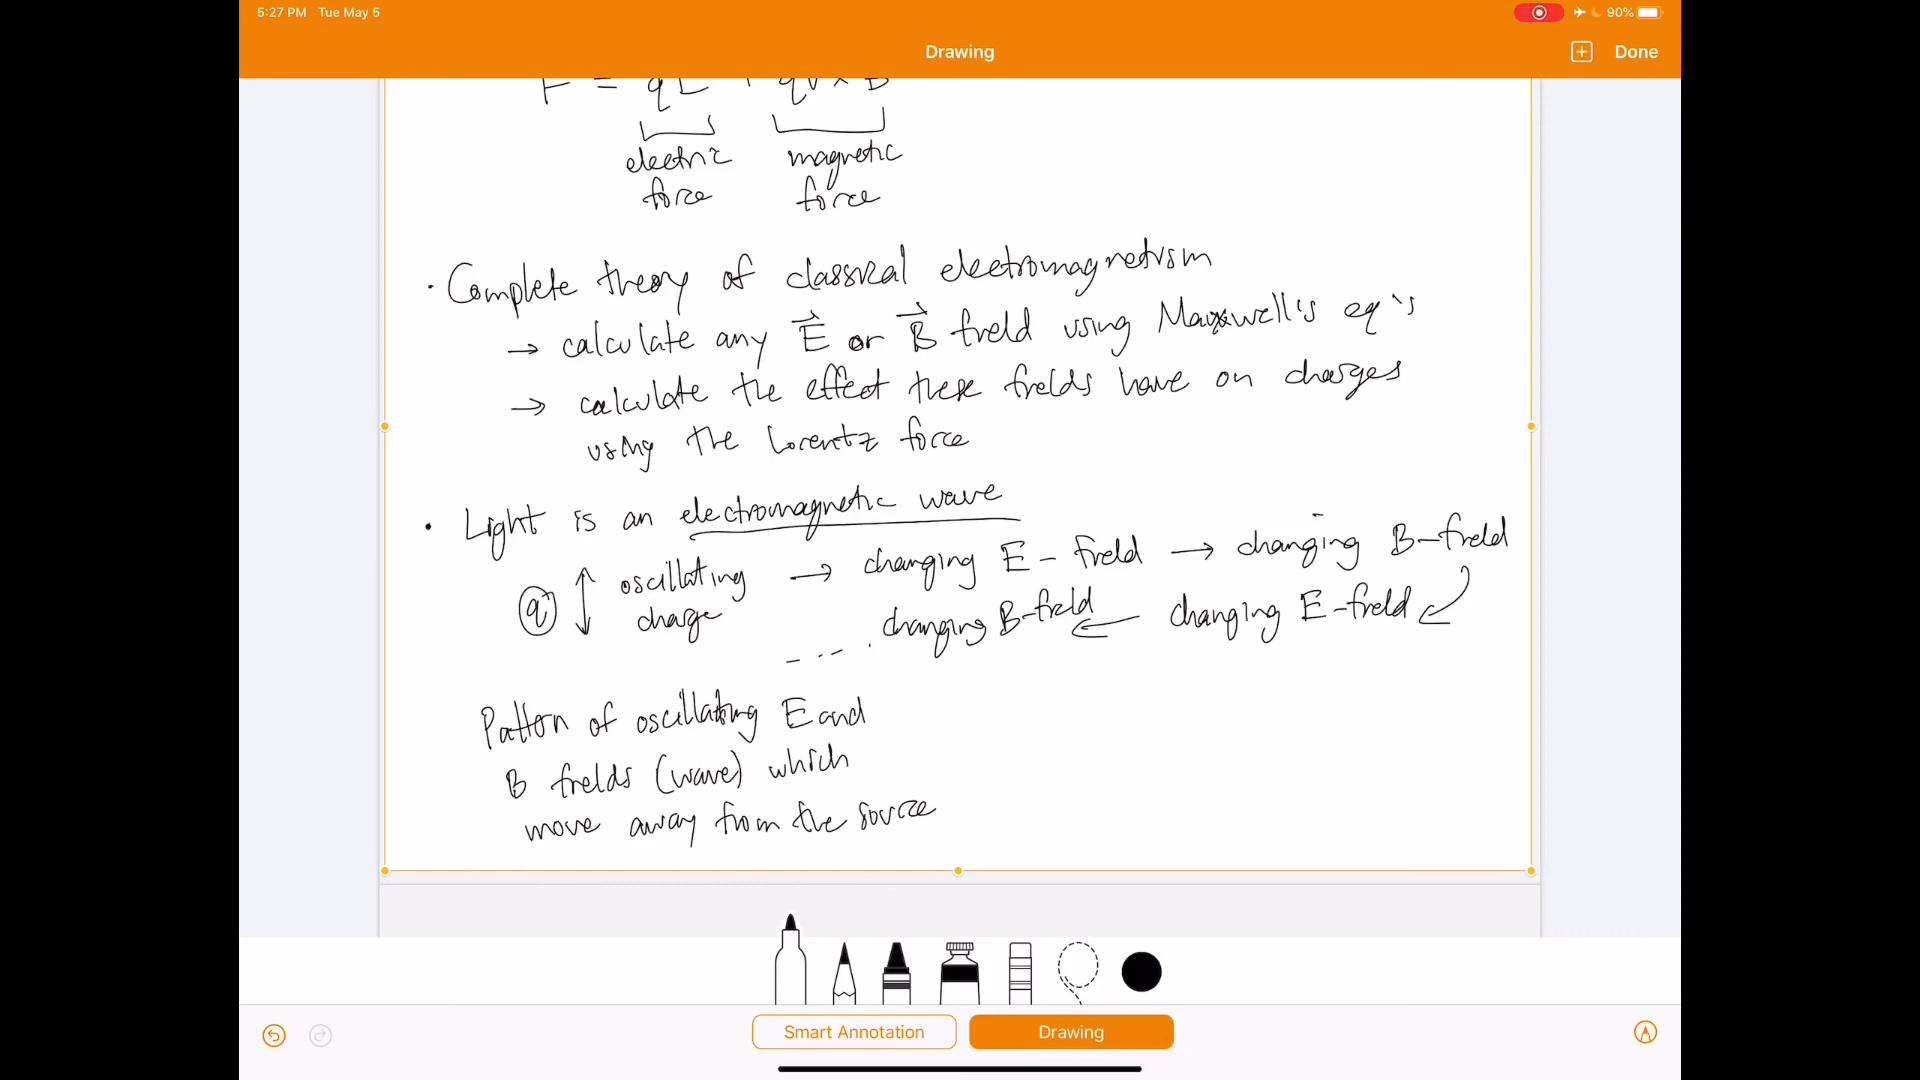 5:27 PM Tue May 5
90%
Drawing
Done
F = qE + qv × B
electric magnetic
force force
· Complete theory of classical electromagnetism
→ calculate any E⃗ or B⃗ field using Maxwell's eq's
→ calculate the effect these fields have on charges
using the Lorentz force
· Light is an electromagnetic wave
q+ ↕ oscillating → changing E-field → changing B-field
charge changing B-field ← changing E-field
Pattern of oscillating E and
B fields (wave) which
move away from the source
Smart Annotation
Drawing